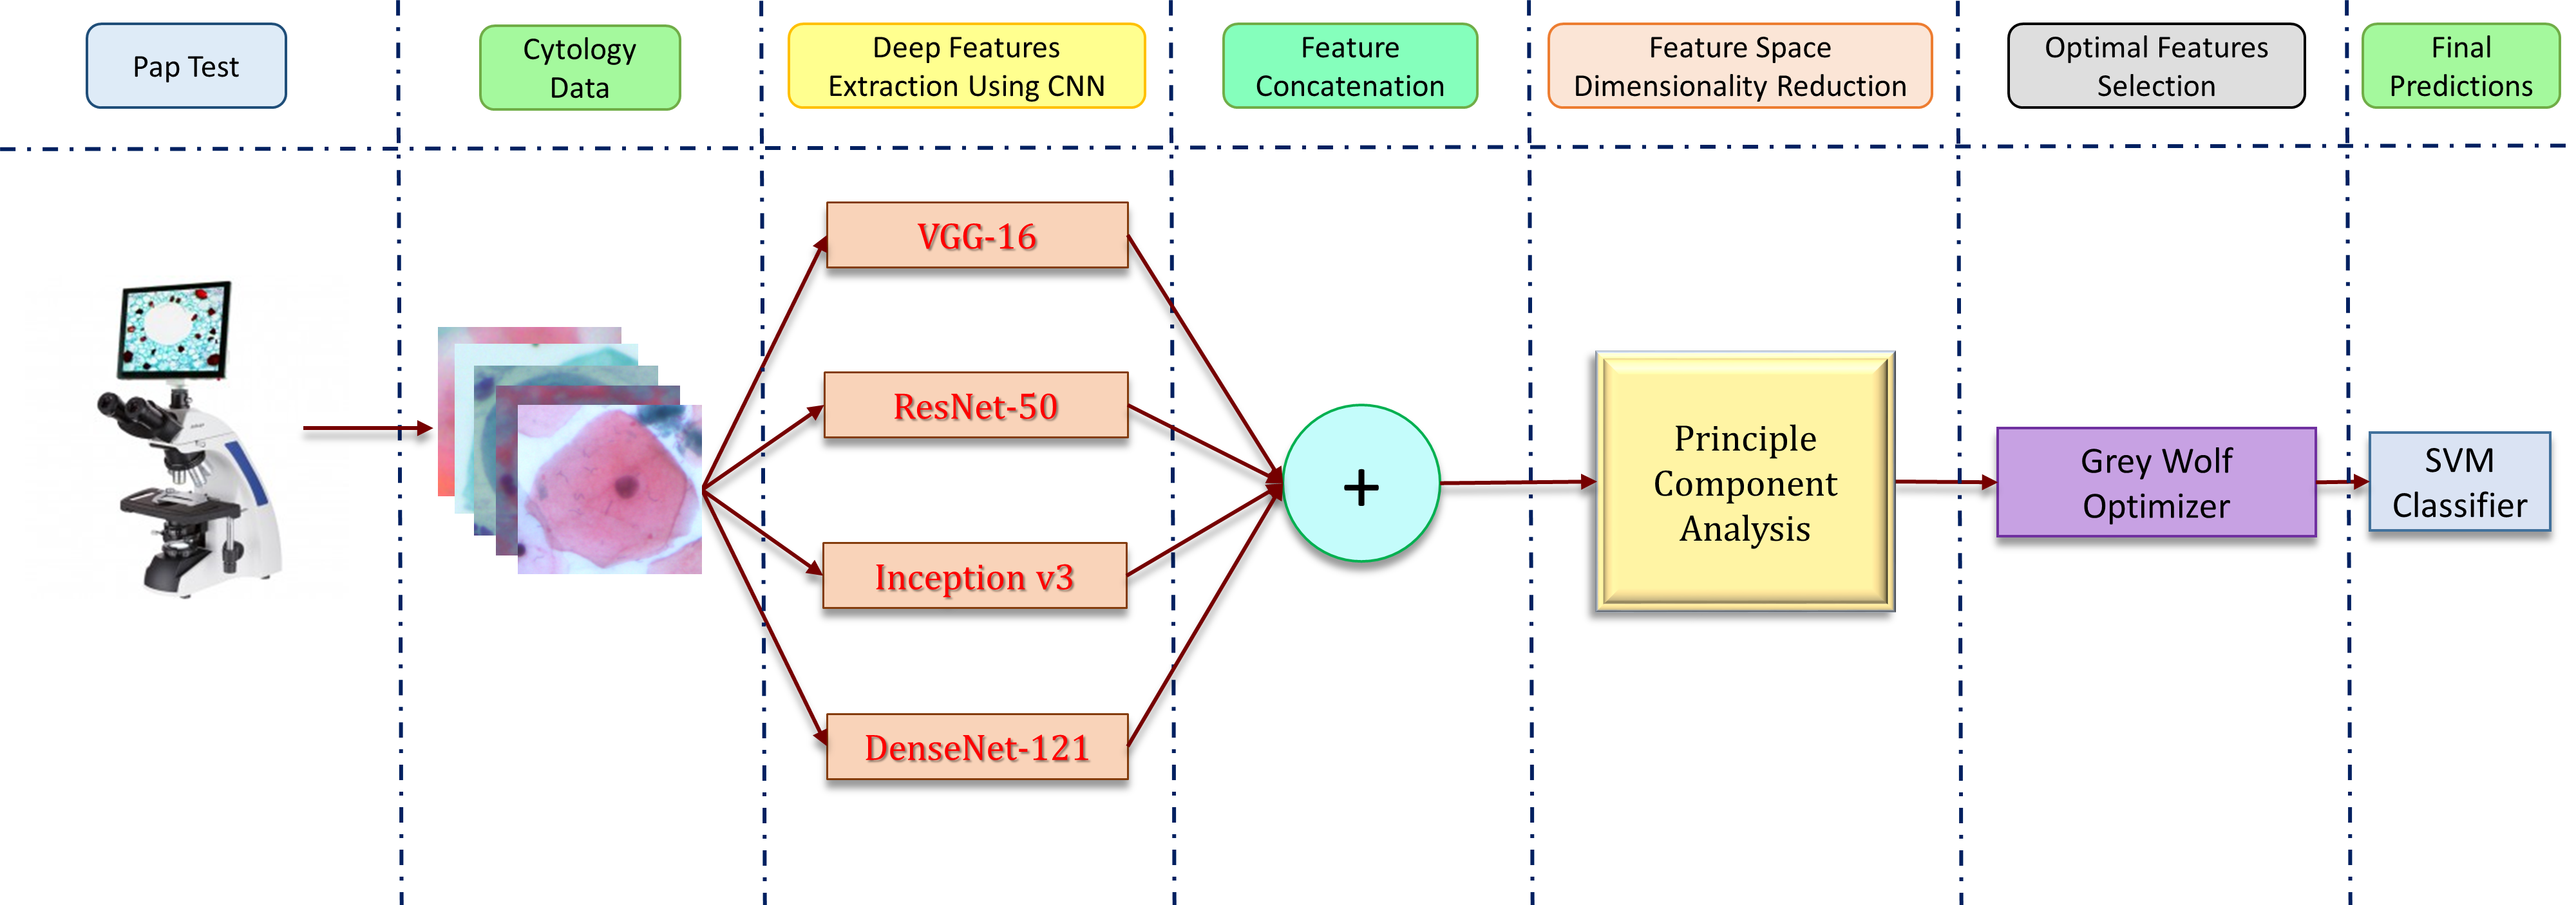 Pap Test
Cytology
Data
Deep Features
Extraction Using CNN
Feature
Concatenation
Feature Space
Dimensionality Reduction
Optimal Features
Selection
Final
Predictions
VGG-16
ResNet-50
Inception v3
DenseNet-121
+
Principle
Component
Analysis
Grey Wolf
Optimizer
SVM
Classifier